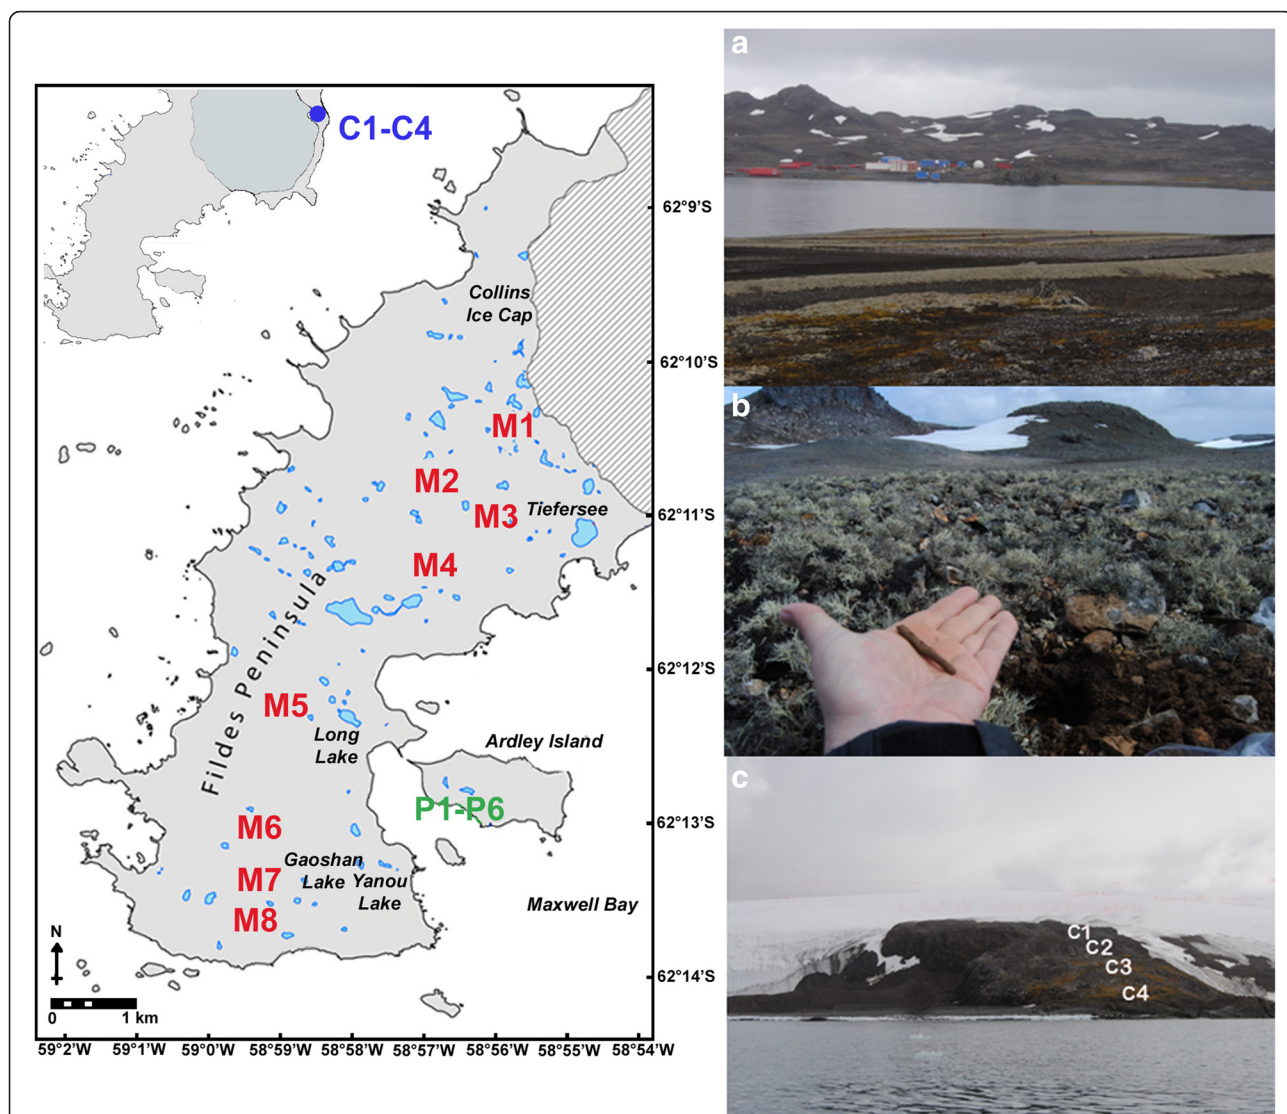 C1-C4
62°9'S
Collins
Ice Cap
62°10'S
M1
M2
M3
Tiefersee
62°11'S
M4
Fildes Peninsula
62°12'S
M5
Long
Lake
Ardley Island
P1-P6
62°13'S
M6
Gaoshan
Lake
M7
Yanou
Lake
M8
Maxwell Bay
N
62°14'S
0 1 km
59°2'W 59°1'W 59°0'W 58°59'W 58°58'W 58°57'W 58°56'W 58°55'W 58°54'W
a
b
c
C1
C2
C3
C4